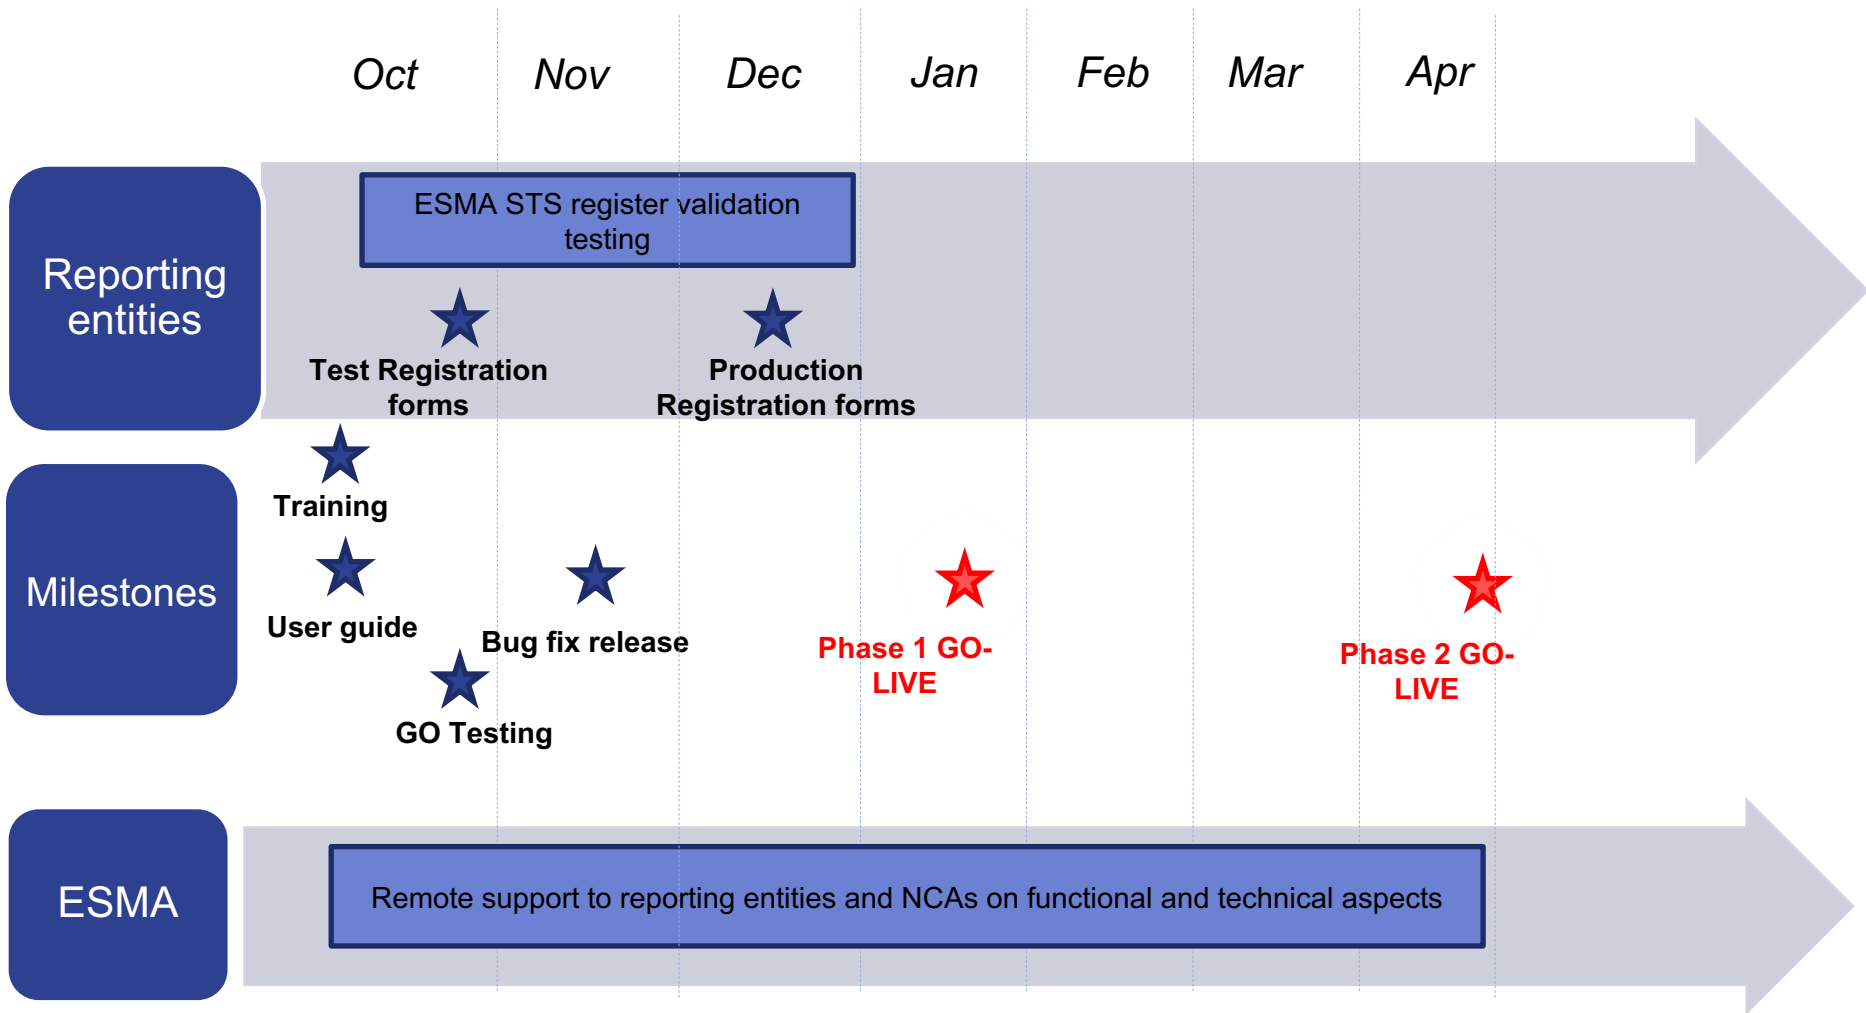 Oct Nov Dec Jan Feb Mar Apr
Reporting
entities
ESMA STS register validation
testing
Test Registration
forms
Production
Registration forms
Milestones
Training
User guide
Bug fix release
GO Testing
Phase 1 GO-
LIVE
Phase 2 GO-
LIVE
ESMA
Remote support to reporting entities and NCAs on functional and technical aspects